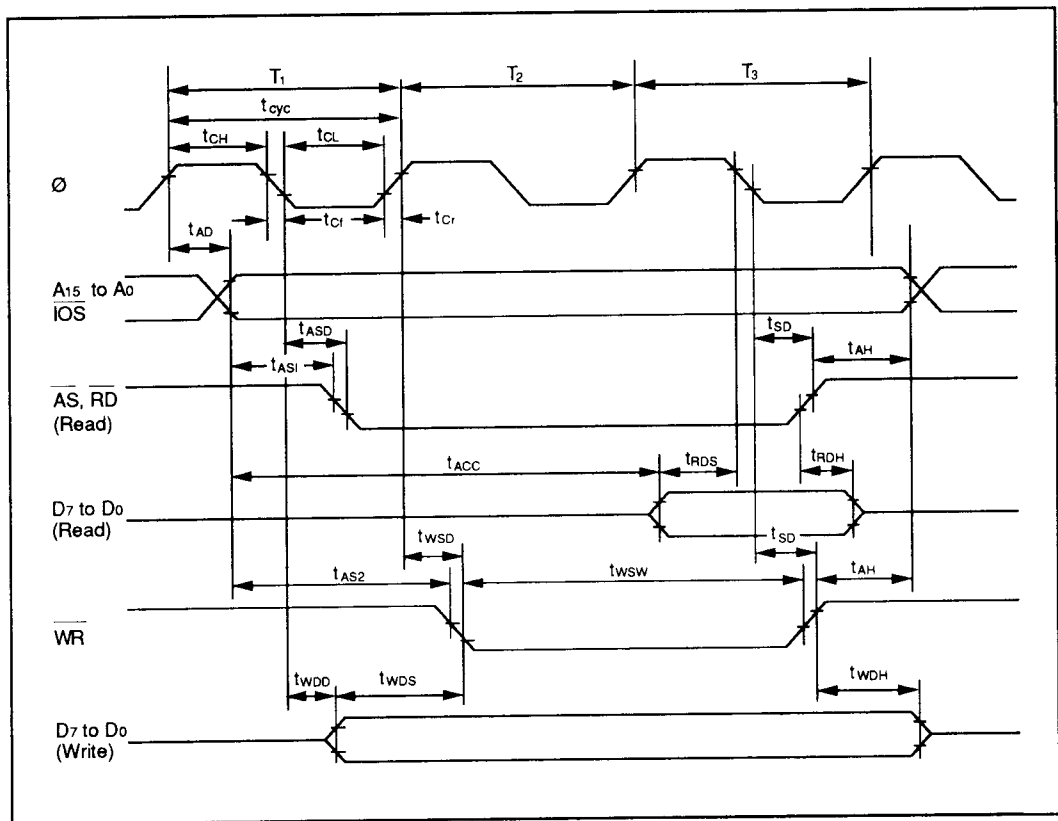 T1 T2 T3
tcyc
tCH tCL
Ø
tAD tCf tCr
A15 to A0
IOS
tASD tSD
tASI tAH
AS, RD
(Read)
tACC tRDS tRDH
D7 to D0
(Read)
tWSD tSD
tAS2 tWSW tAH
WR
tWDD tWDS tWDH
D7 to D0
(Write)